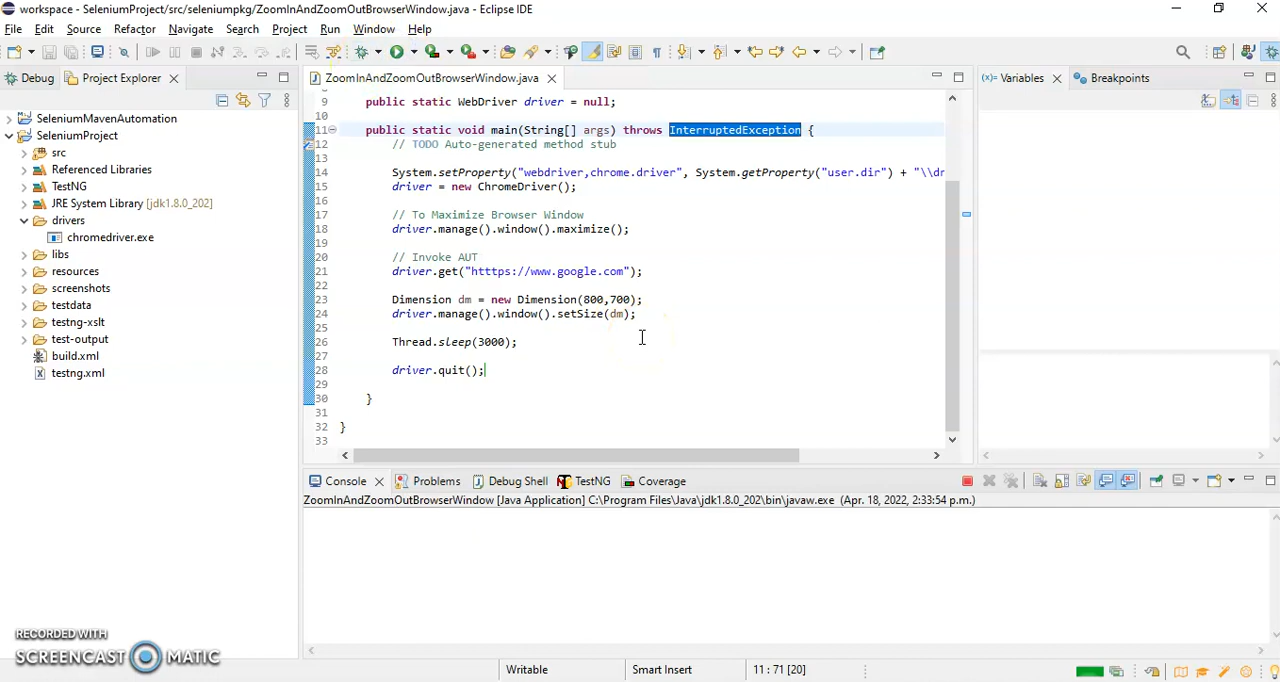 workspace - SeleniumProject/src/seleniumpkg/ZoomInAndZoomOutBrowserWindow.java - Eclipse IDE
File Edit Source Refactor Navigate Search Project Run Window Help
Debug Project Explorer
ZoomInAndZoomOutBrowserWindow.java
(x)= Variables Breakpoints
SeleniumMavenAutomation
SeleniumProject
src
Referenced Libraries
TestNG
JRE System Library [jdk1.8.0_202]
drivers
chromedriver.exe
libs
resources
screenshots
testdata
testng-xslt
test-output
build.xml
testng.xml
9 public static WebDriver driver = null;
10
11 public static void main(String[] args) throws InterruptedException {
12 // TODO Auto-generated method stub
13
14 System.setProperty("webdriver,chrome.driver", System.getProperty("user.dir") + "\\dr
15 driver = new ChromeDriver();
16
17 // To Maximize Browser Window
18 driver.manage().window().maximize();
19
20 // Invoke AUT
21 driver.get("htttps://www.google.com");
22
23 Dimension dm = new Dimension(800,700);
24 driver.manage().window().setSize(dm);
25
26 Thread.sleep(3000);
27
28 driver.quit();
29
30 }
31
32 }
33
Console Problems Debug Shell TestNG Coverage
ZoomInAndZoomOutBrowserWindow [Java Application] C:\Program Files\Java\jdk1.8.0_202\bin\javaw.exe (Apr. 18, 2022, 2:33:54 p.m.)
RECORDED WITH
SCREENCAST MATIC
Writable Smart Insert 11 : 71 [20]